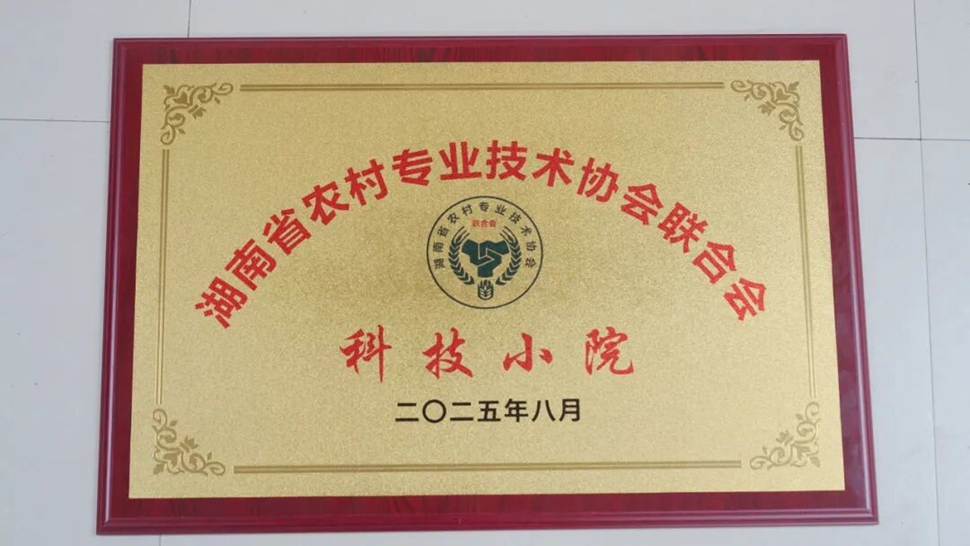 湖南省农村专业技术协会联合会
湖南省农村专业技术协会
联合会
科技小院
二〇二五年八月